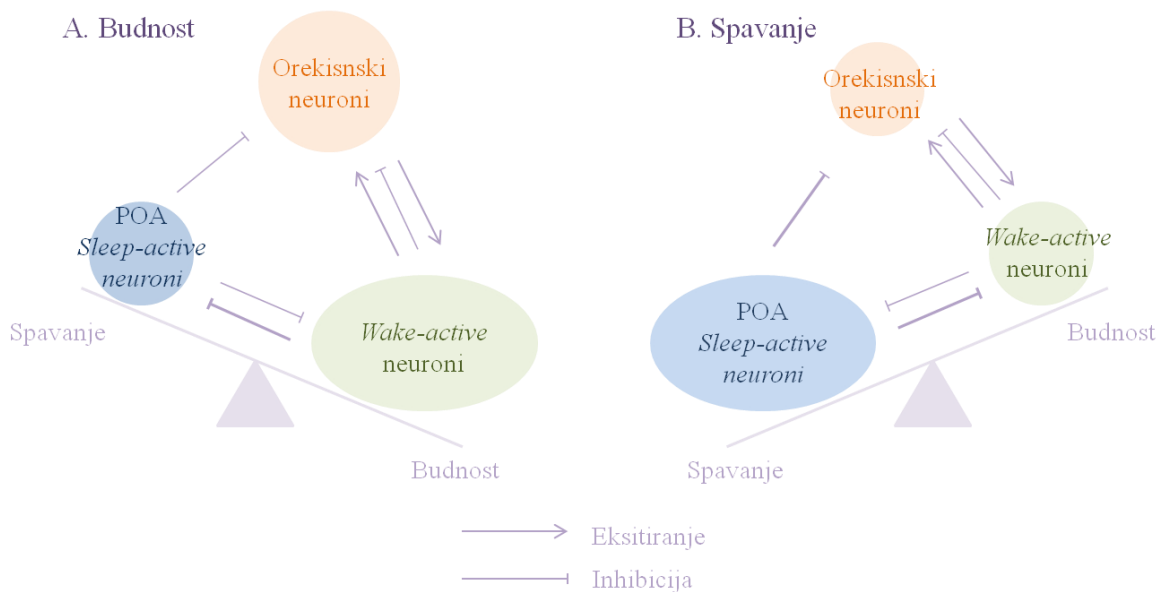 A. Budnost
Orekisnski
neuroni
POA
Sleep-active
neuroni
Wake-active
neuroni
Spavanje
Budnost
B. Spavanje
Orekisnski
neuroni
Wake-active
neuroni
POA
Sleep-active
neuroni
Budnost
Spavanje
Eksitiranje
Inhibicija